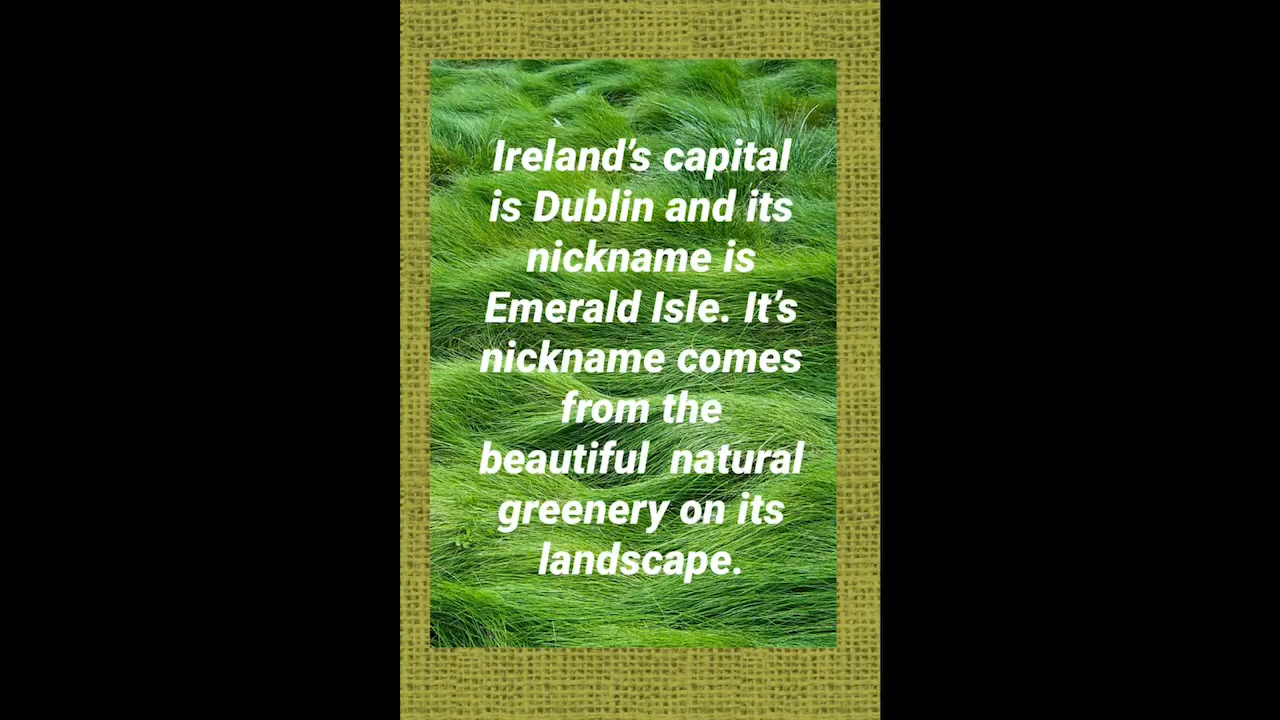 Ireland’s capital
is Dublin and its
nickname is
Emerald Isle. It’s
nickname comes
from the
beautiful  natural
greenery on its
landscape.